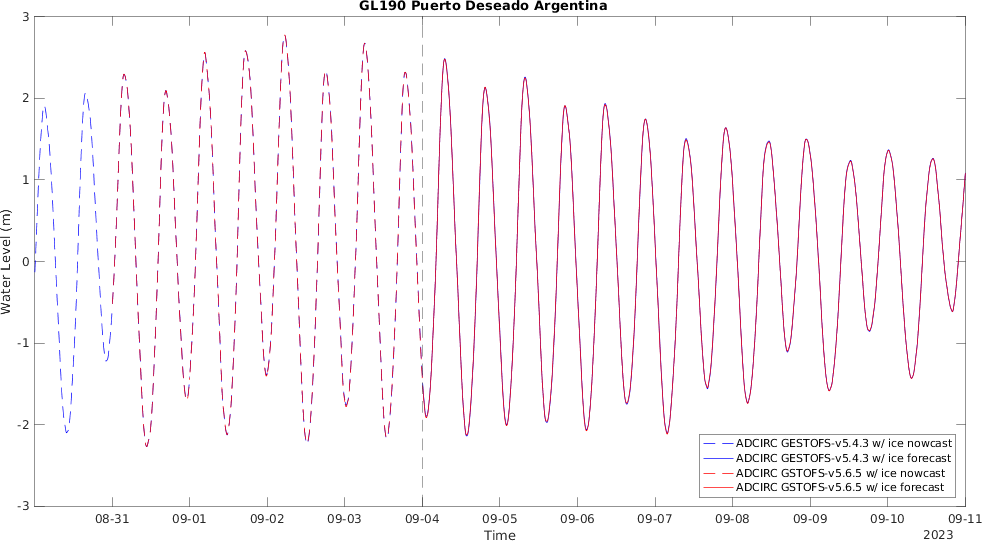 GL190 Puerto Deseado Argentina
3
2
1
0
-1
-2
-3
Water Level (m)
ADCIRC GESTOFS-v5.4.3 w/ ice nowcast
ADCIRC GESTOFS-v5.4.3 w/ ice forecast
ADCIRC GSTOFS-v5.6.5 w/ ice nowcast
ADCIRC GSTOFS-v5.6.5 w/ ice forecast
08-31 09-01 09-02 09-03 09-04 09-05 09-06 09-07 09-08 09-09 09-10 09-11
Time
2023